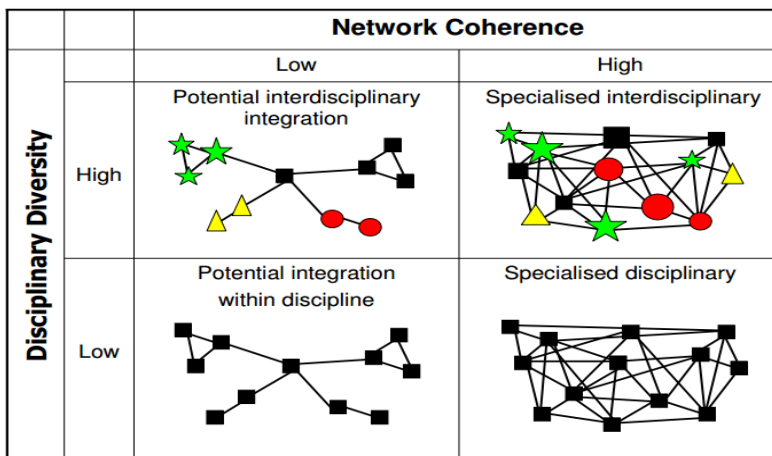 Network Coherence
Low
High
Disciplinary Diversity
High
Potential interdisciplinary
integration
Specialised interdisciplinary
Low
Potential integration
within discipline
Specialised disciplinary